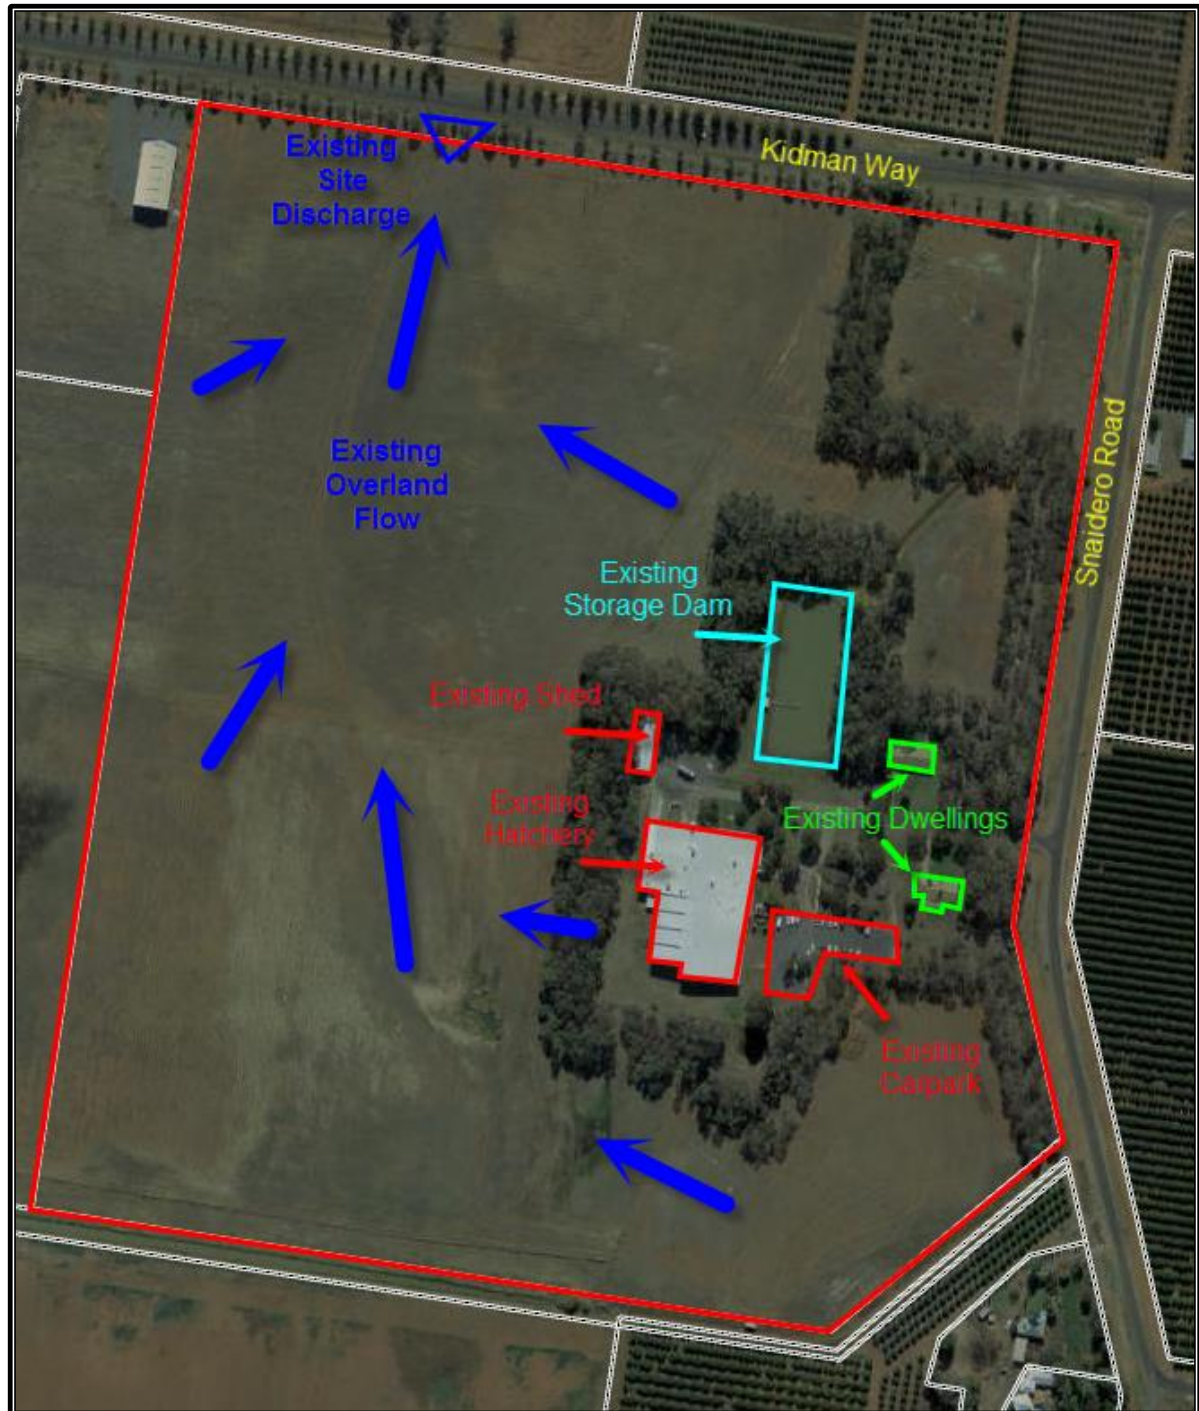 Kidman Way
Existing
Site
Discharge
Existing
Overland
Flow
Snaidero Road
Existing
Storage Dam
Existing Shed
Existing
Hatchery
Existing Dwellings
Existing
Carpark